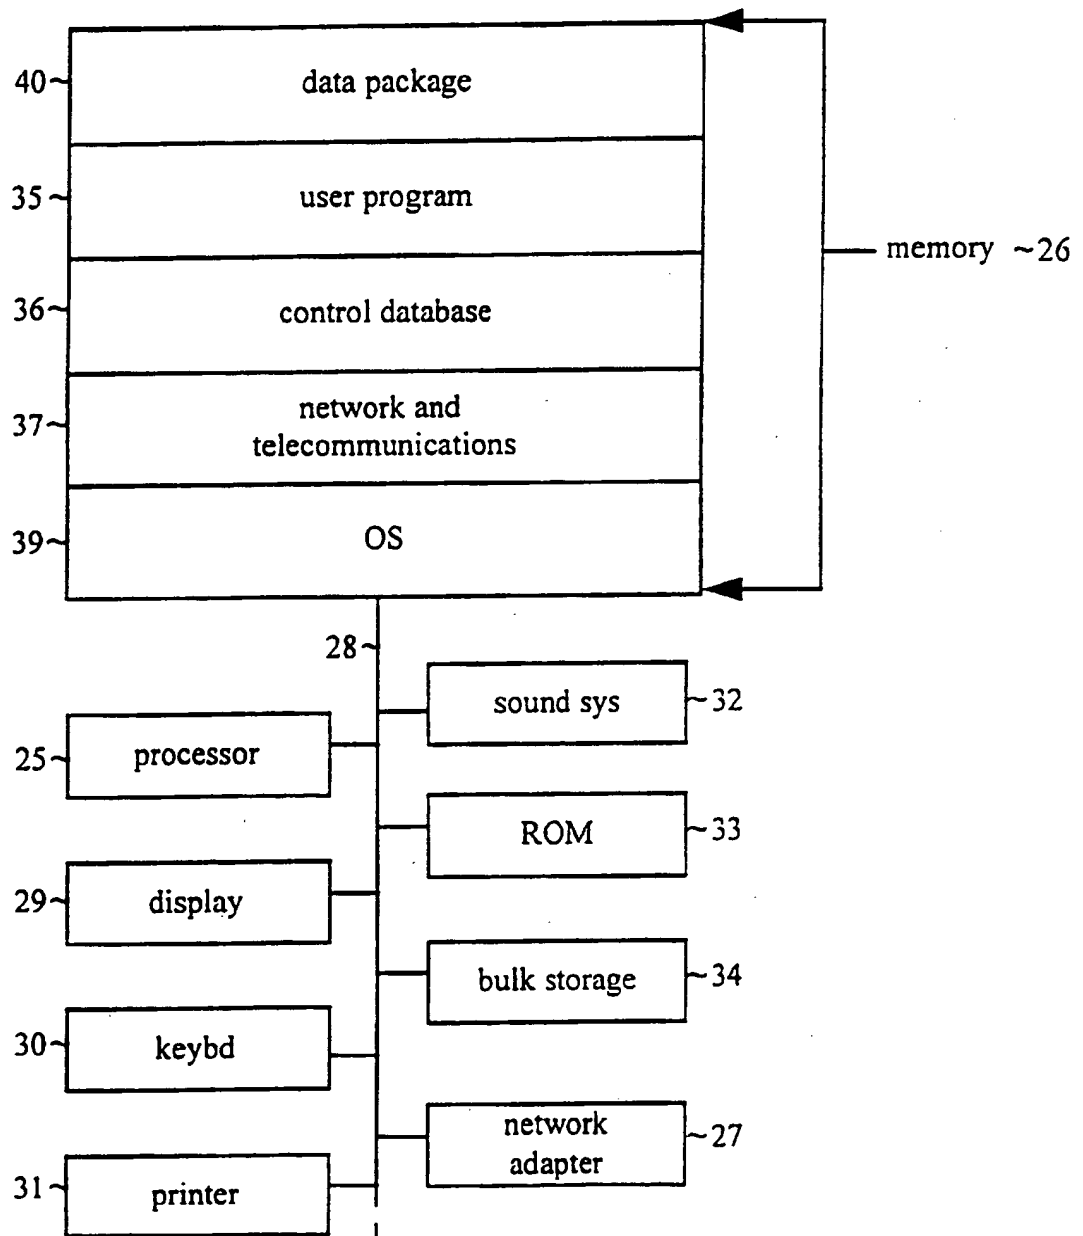 40~ data package
35~ user program
memory ~26
36~ control database
37~ network and
telecommunications
39~ OS
28~
sound sys ~32
25~ processor
ROM ~33
29~ display
bulk storage ~34
30~ keybd
network
adapter ~27
31~ printer